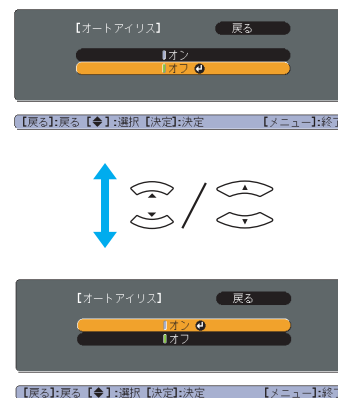 【オートアイリス】 戻る
オン
オフ
【戻る】:戻る 【◆】:選択 【決定】:決定 【メニュー】:終了
【オートアイリス】 戻る
オン
オフ
【戻る】:戻る 【◆】:選択 【決定】:決定 【メニュー】:終了